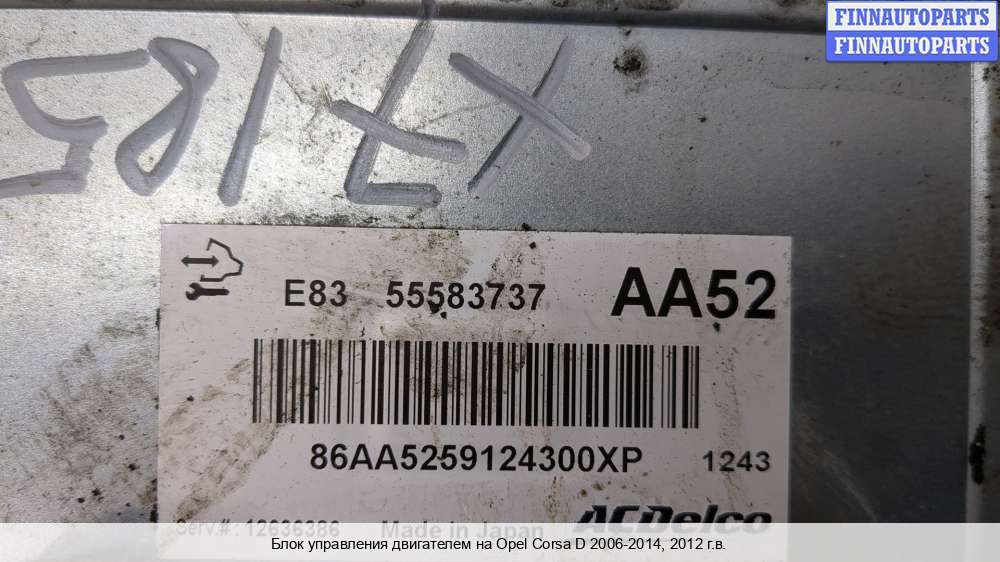 FINNAUTOPARTS
FINNAUTOPARTS
E83 55583737 AA52
86AA5259124300XP 1243
Serv.#: 12636386 Made in Japan ACDelco
Блок управления двигателем на Opel Corsa D 2006-2014, 2012 г.в.